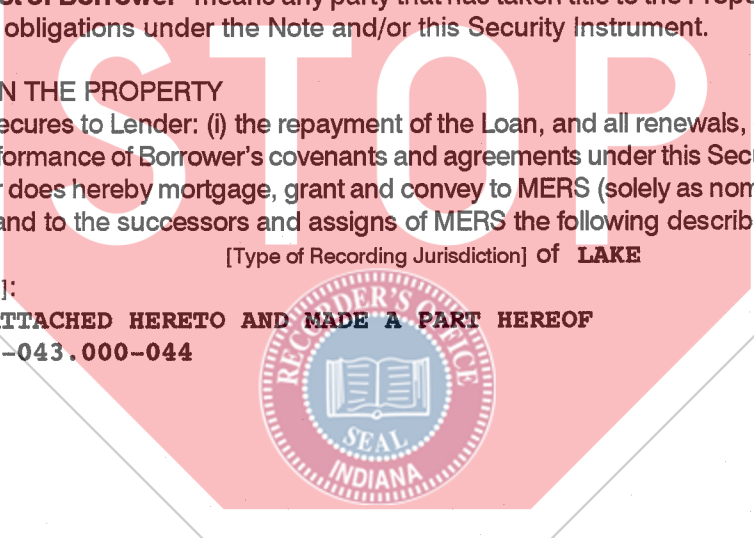 st of Borrower" means any party that has taken title to the Prope
obligations under the Note and/or this Security Instrument.
N THE PROPERTY
ecures to Lender: (i) the repayment of the Loan, and all renewals,
formance of Borrower's covenants and agreements under this Secu
r does hereby mortgage, grant and convey to MERS (solely as nom
and to the successors and assigns of MERS the following describ
[Type of Recording Jurisdiction] of LAKE
]:
TTACHED HERETO AND MADE A PART HEREOF
-043.000-044
STOP
RECORDER'S OFFICE
SEAL
INDIANA